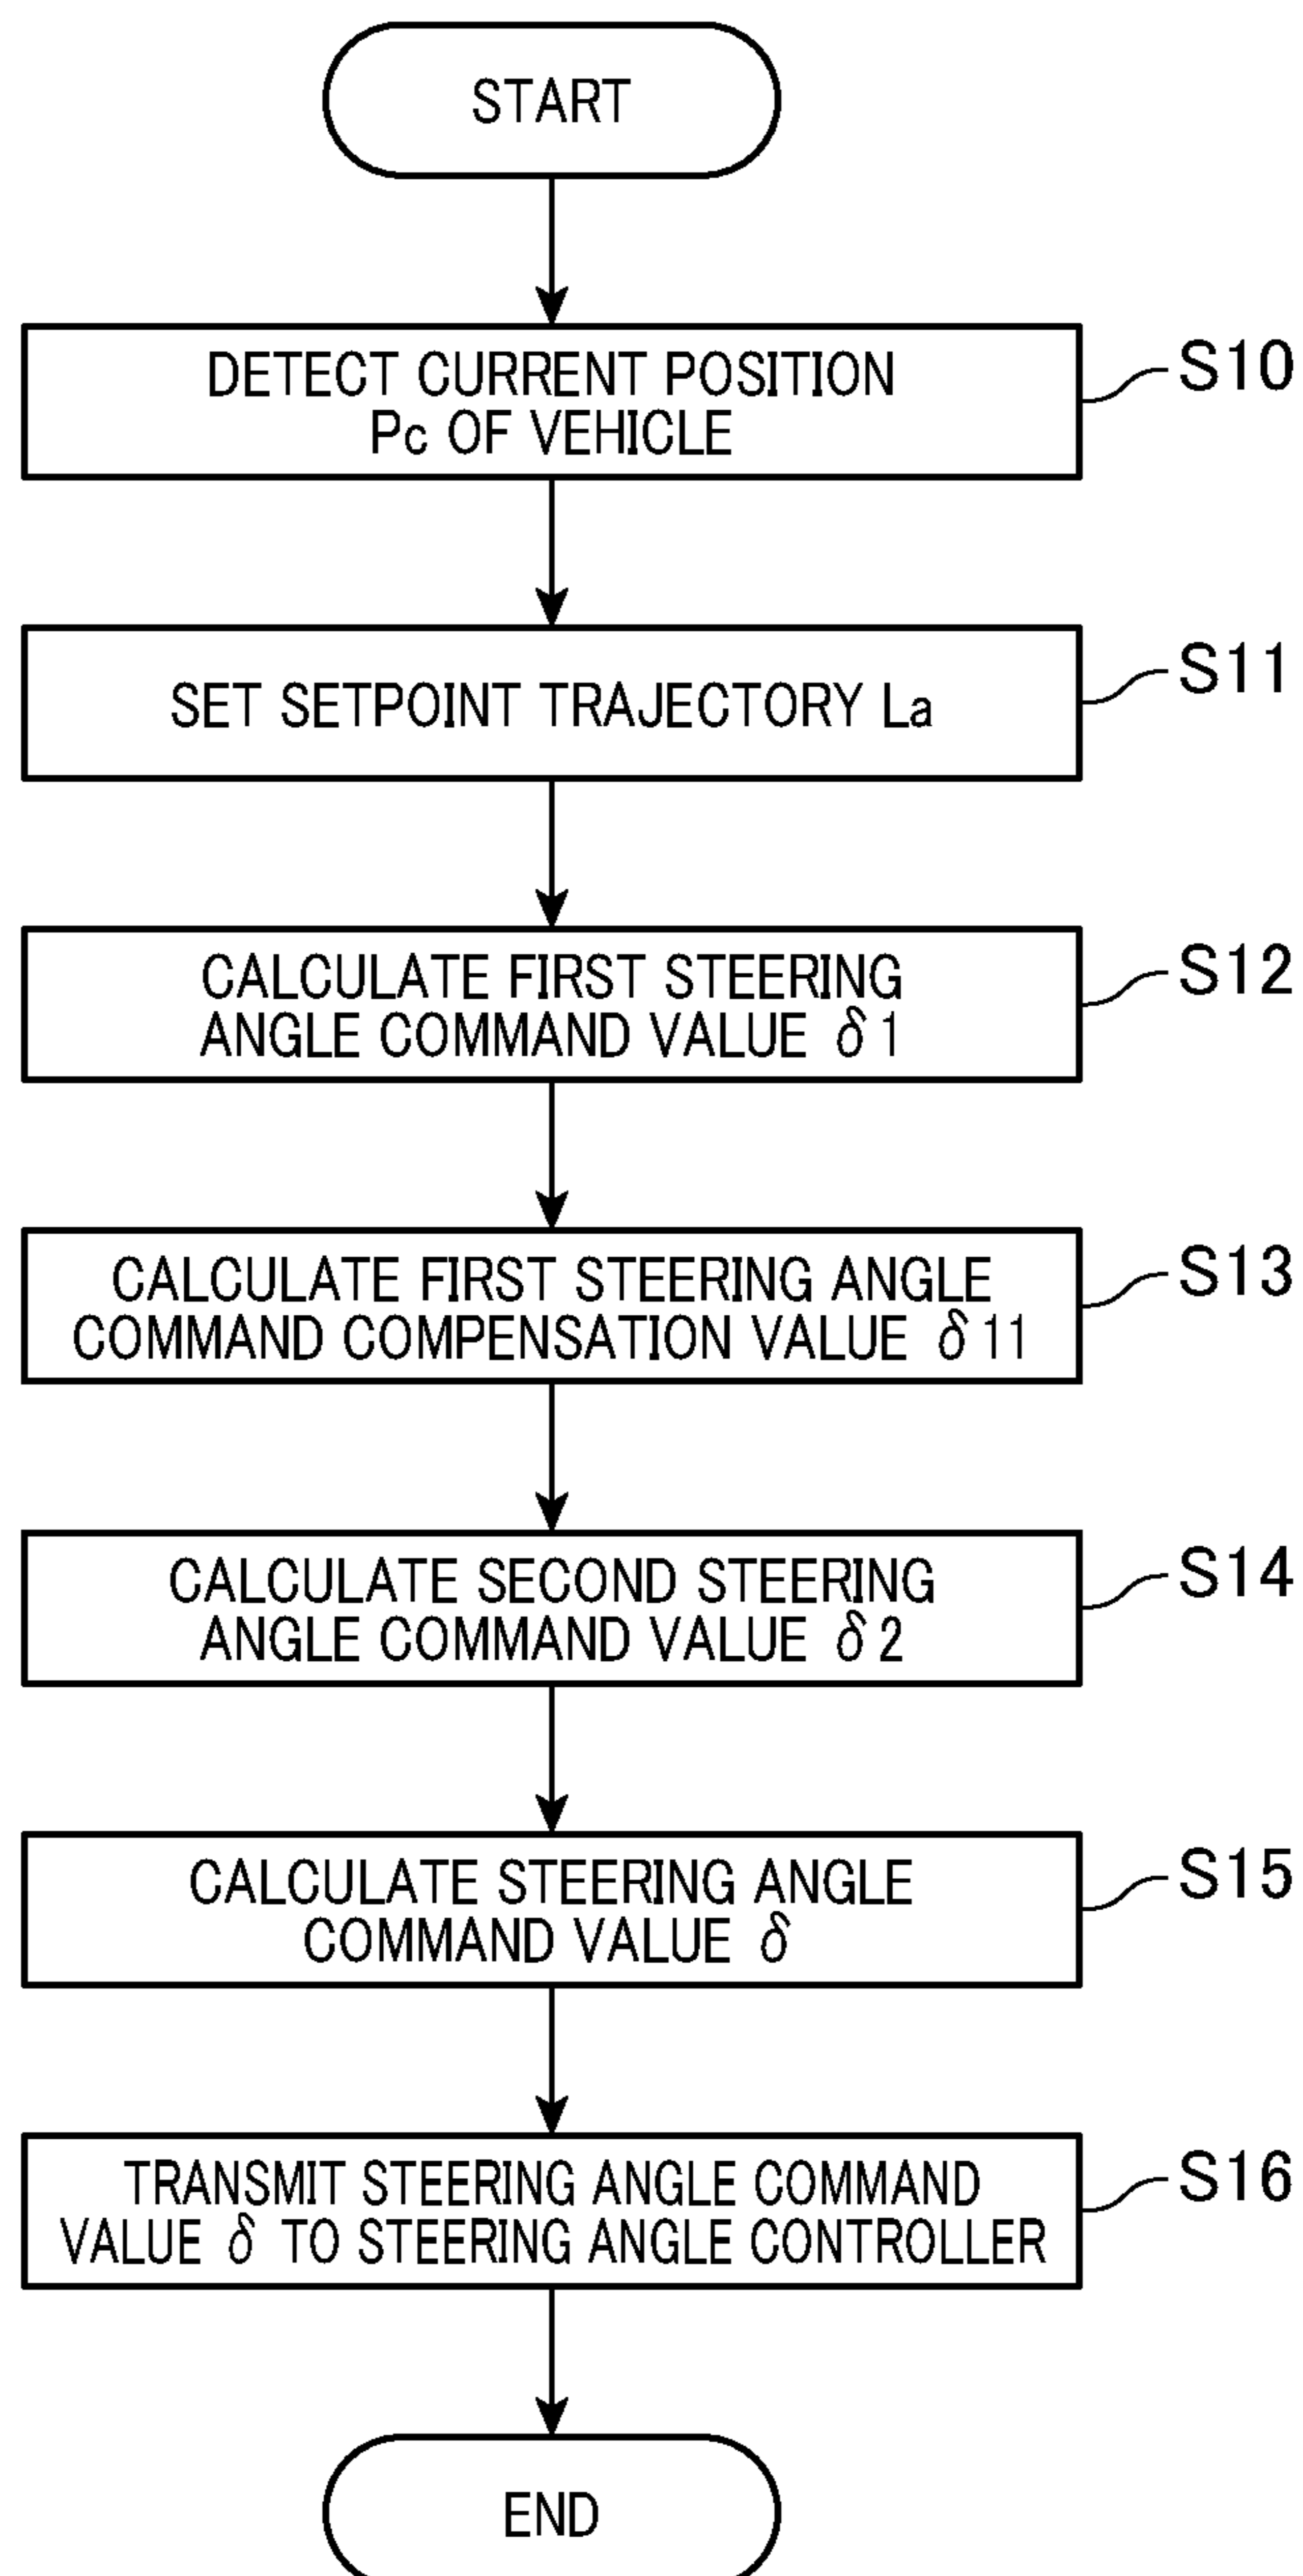 START
DETECT CURRENT POSITION
Pc OF VEHICLE
S10
SET SETPOINT TRAJECTORY La
S11
CALCULATE FIRST STEERING
ANGLE COMMAND VALUE δ1
S12
CALCULATE FIRST STEERING ANGLE
COMMAND COMPENSATION VALUE δ11
S13
CALCULATE SECOND STEERING
ANGLE COMMAND VALUE δ2
S14
CALCULATE STEERING ANGLE
COMMAND VALUE δ
S15
TRANSMIT STEERING ANGLE COMMAND
VALUE δ TO STEERING ANGLE CONTROLLER
S16
END